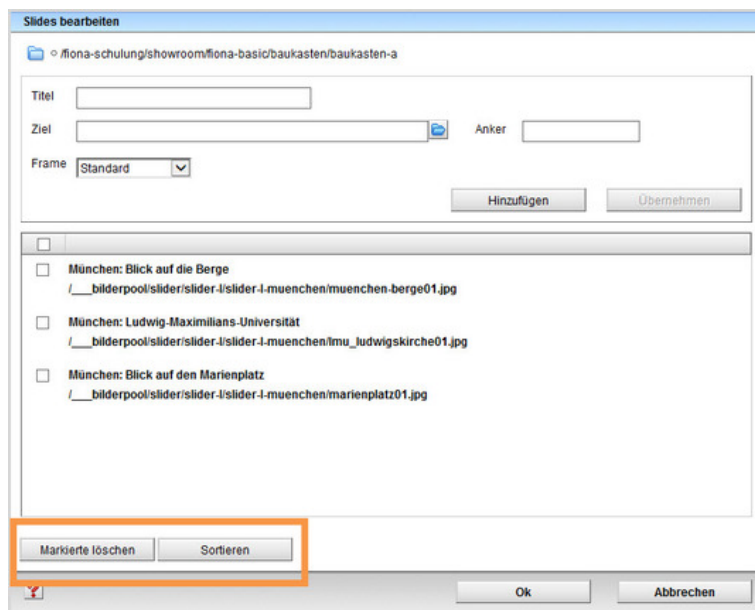 Slides bearbeiten
/fiona-schulung/showroom/fiona-basic/baukasten/baukasten-a
Titel
Ziel Anker
Frame Standard
Hinzufügen Übernehmen
München: Blick auf die Berge
/___bilderpool/slider/slider-l/slider-l-muenchen/muenchen-berge01.jpg
München: Ludwig-Maximilians-Universität
/___bilderpool/slider/slider-l/slider-l-muenchen/lmu_ludwigskirche01.jpg
München: Blick auf den Marienplatz
/___bilderpool/slider/slider-l/slider-l-muenchen/marienplatz01.jpg
Markierte löschen Sortieren
? Ok Abbrechen